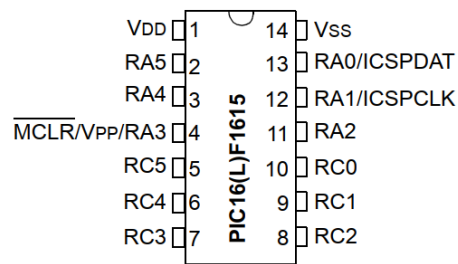 VDD 1 14 VSS
RA5 2 13 RA0/ICSPDAT
RA4 3 12 RA1/ICSPCLK
MCLR/VPP/RA3 4 11 RA2
RC5 5 10 RC0
RC4 6 9 RC1
RC3 7 8 RC2
PIC16(L)F1615